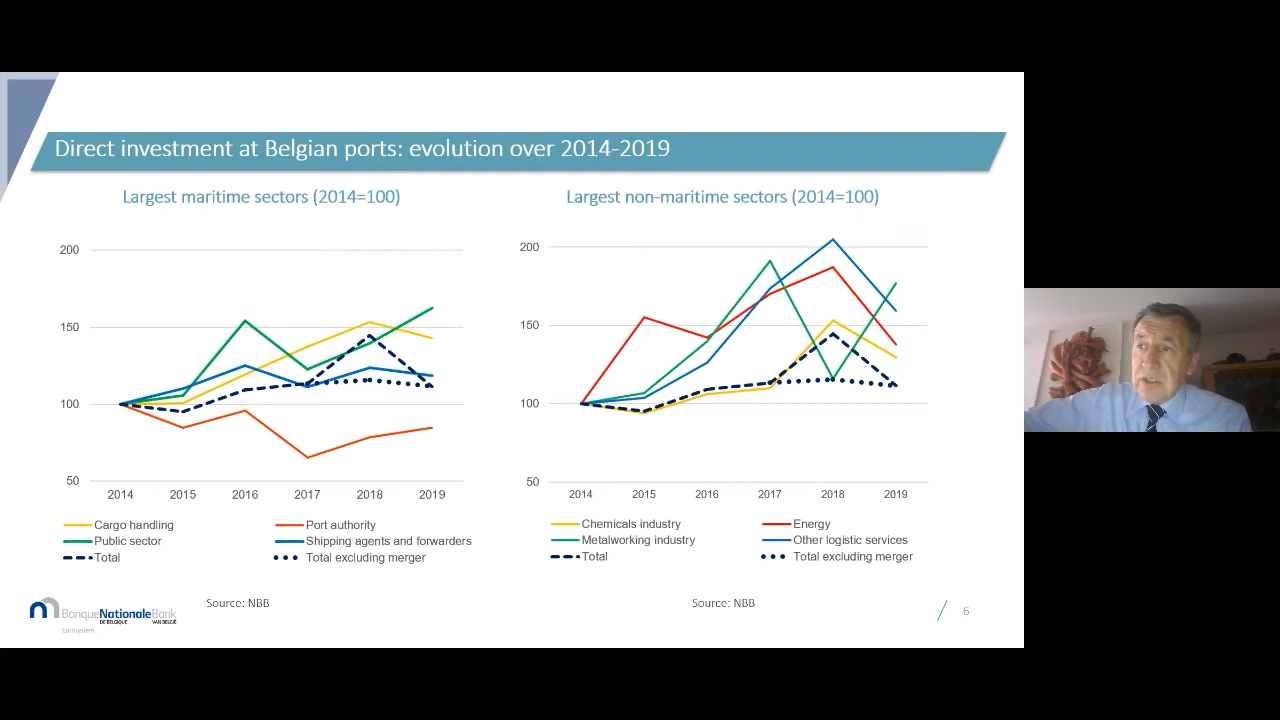 Direct investment at Belgian ports: evolution over 2014-2019
Largest maritime sectors (2014=100)
200
150
100
50
2014 2015 2016 2017 2018 2019
Cargo handling Port authority
Public sector Shipping agents and forwarders
Total Total excluding merger
Source: NBB
Largest non-maritime sectors (2014=100)
200
150
100
50
2014 2015 2016 2017 2018 2019
Chemicals industry Energy
Metalworking industry Other logistic services
Total Total excluding merger
Source: NBB
BanqueNationaleBank
DE BELGIQUE VAN BELGIË
Eurosystem
6